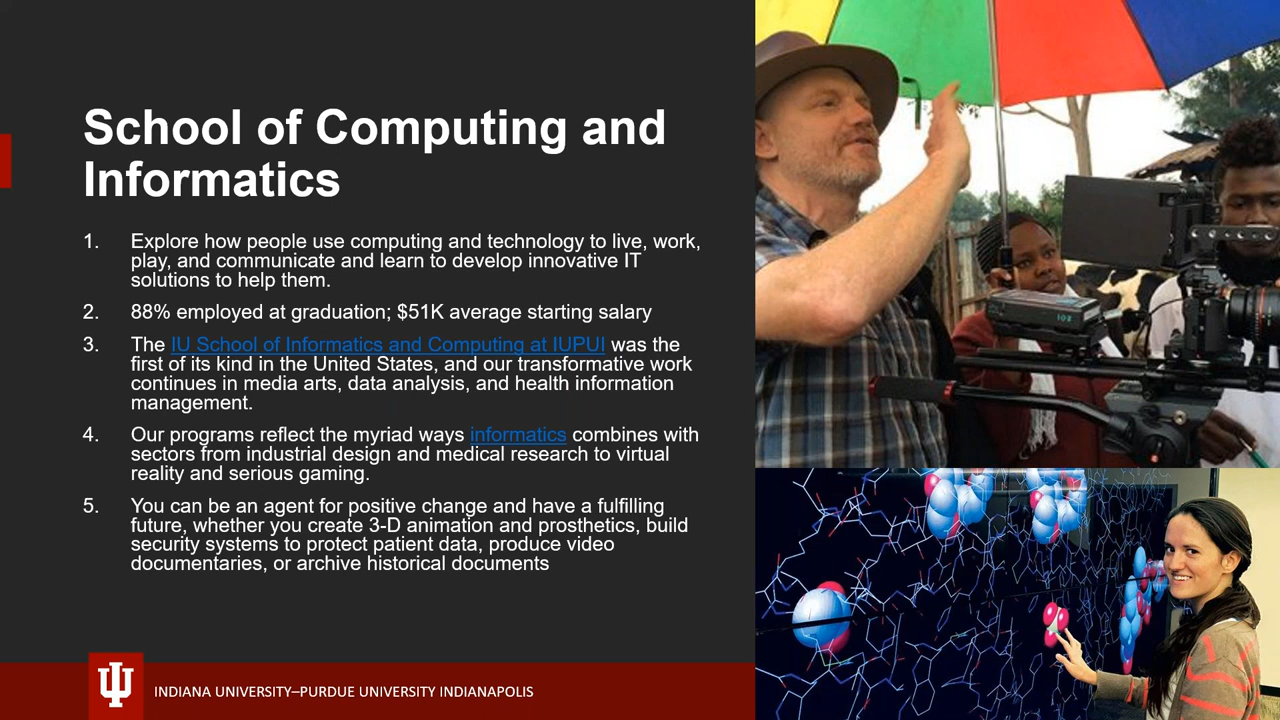 School of Computing and
Informatics
1. Explore how people use computing and technology to live, work,
play, and communicate and learn to develop innovative IT
solutions to help them.
2. 88% employed at graduation; $51K average starting salary
3. The IU School of Informatics and Computing at IUPUI was the
first of its kind in the United States, and our transformative work
continues in media arts, data analysis, and health information
management.
4. Our programs reflect the myriad ways informatics combines with
sectors from industrial design and medical research to virtual
reality and serious gaming.
5. You can be an agent for positive change and have a fulfilling
future, whether you create 3-D animation and prosthetics, build
security systems to protect patient data, produce video
documentaries, or archive historical documents
INDIANA UNIVERSITY–PURDUE UNIVERSITY INDIANAPOLIS